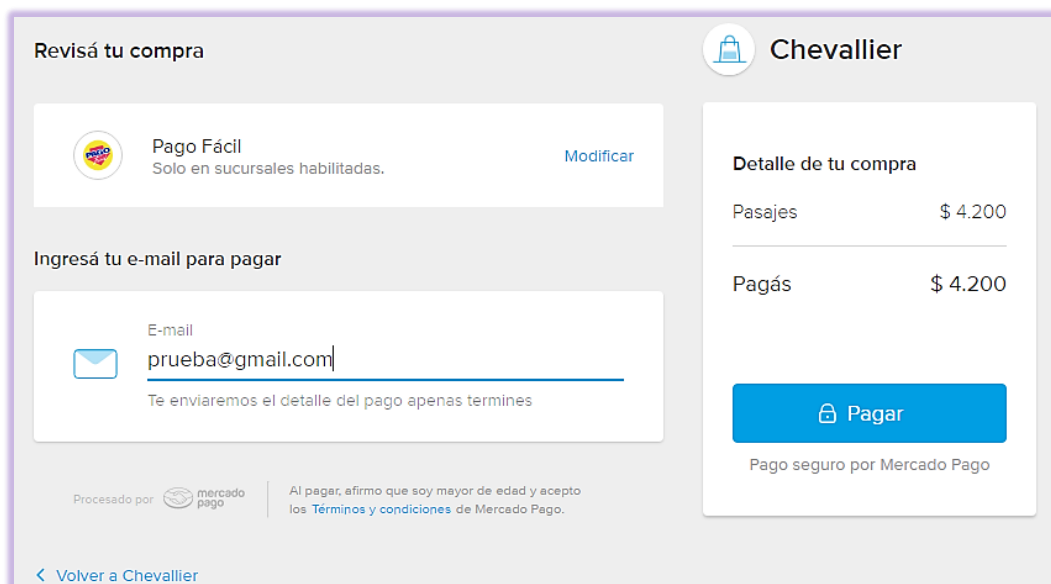 Revisá tu compra
Pago Fácil
Solo en sucursales habilitadas.
Modificar
Ingresá tu e-mail para pagar
E-mail
prueba@gmail.com
Te enviaremos el detalle del pago apenas termines
Procesado por mercado pago
Al pagar, afirmo que soy mayor de edad y acepto
los Términos y condiciones de Mercado Pago.
Volver a Chevallier
Chevallier
Detalle de tu compra
Pasajes $ 4.200
Pagás $ 4.200
Pagar
Pago seguro por Mercado Pago